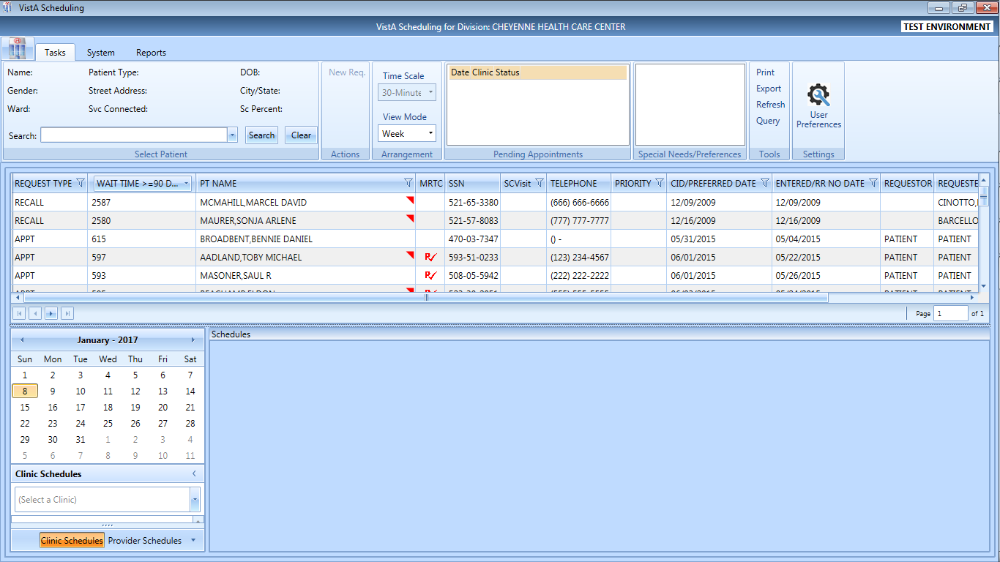 VistA Scheduling
VistA Scheduling for Division: CHEYENNE HEALTH CARE CENTER
TEST ENVIRONMENT
Tasks System Reports
Name: Patient Type: DOB:
Gender: Street Address: City/State:
Ward: Svc Connected: Sc Percent:
Search: Search Clear
Select Patient
New Req.
Actions
Time Scale
30-Minute
View Mode
Week
Arrangement
Date Clinic Status
Pending Appointments
Special Needs/Preferences
Print
Export
Refresh
Query
Tools
User
Preferences
Settings
REQUEST TYPE WAIT TIME >=90 D... PT NAME MRTC SSN SCVisit TELEPHONE PRIORITY CID/PREFERRED DATE ENTERED/RR NO DATE REQUESTOR REQUESTE
RECALL 2587 MCMAHILL,MARCEL DAVID 521-65-3380 (666) 666-6666 12/09/2009 12/09/2009 CINOTTO,
RECALL 2580 MAURER,SONJA ARLENE 521-57-8083 (777) 777-7777 12/16/2009 12/16/2009 BARCELLO
APPT 615 BROADBENT,BENNIE DANIEL 470-03-7347 () - 05/31/2015 05/04/2015 PATIENT PATIENT
APPT 597 AADLAND,TOBY MICHAEL 593-51-0233 (123) 234-4567 06/01/2015 05/22/2015 PATIENT PATIENT
APPT 593 MASONER,SAUL R 508-05-5942 (222) 222-2222 06/01/2015 05/26/2015 PATIENT PATIENT
Page 1 of 1
January - 2017
Sun Mon Tue Wed Thu Fri Sat
1 2 3 4 5 6 7
8 9 10 11 12 13 14
15 16 17 18 19 20 21
22 23 24 25 26 27 28
29 30 31 1 2 3 4
5 6 7 8 9 10 11
Clinic Schedules
(Select a Clinic)
Clinic Schedules Provider Schedules
Schedules